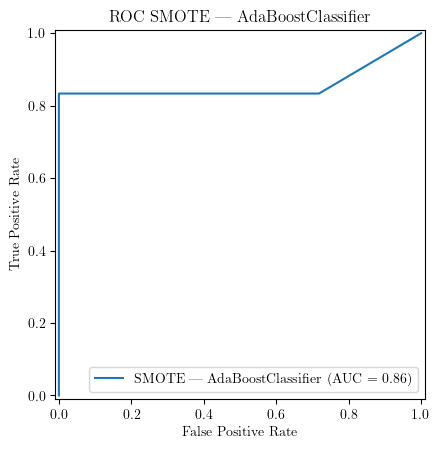 ROC SMOTE — AdaBoostClassifier
1.0
0.8
0.6
0.4
0.2
0.0
True Positive Rate
SMOTE — AdaBoostClassifier (AUC = 0.86)
0.0 0.2 0.4 0.6 0.8 1.0
False Positive Rate